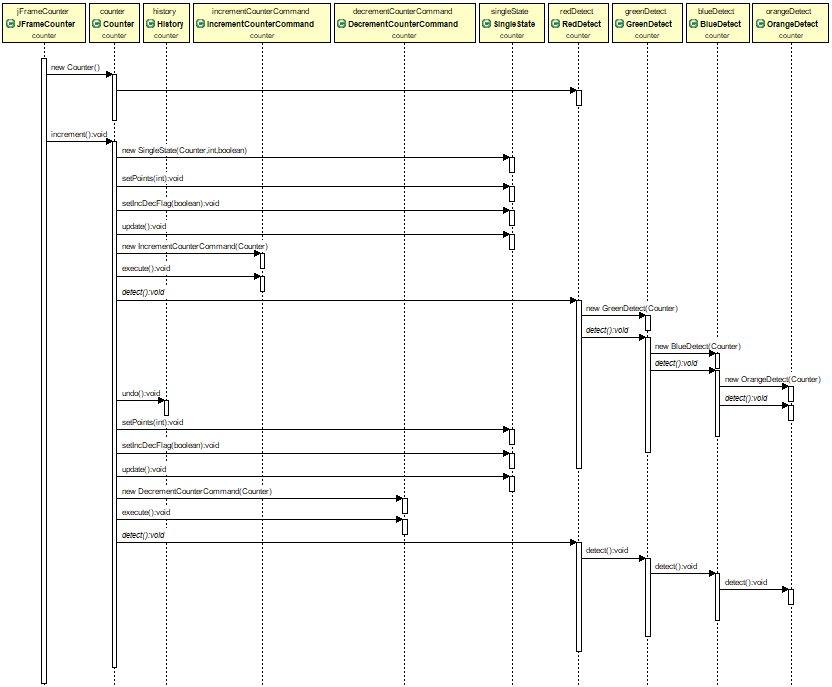 jFrameCounter counter history incrementCounterCommand decrementCounterCommand singleState redDetect greenDetect blueDetect orangeDetect
C JFrameCounter C Counter C History C IncrementCounterCommand C DecrementCounterCommand C SingleState C RedDetect C GreenDetect C BlueDetect C OrangeDetect
counter counter counter counter counter counter counter counter counter counter
new Counter()
increment():void
new SingleState(Counter,int,boolean)
setPoints(int):void
setIncDecFlag(boolean):void
update():void
new IncrementCounterCommand(Counter)
execute():void
detect():void
new GreenDetect(Counter)
detect():void
new BlueDetect(Counter)
detect():void
new OrangeDetect(Counter)
undo():void
detect():void
setPoints(int):void
setIncDecFlag(boolean):void
update():void
new DecrementCounterCommand(Counter)
execute():void
detect():void
detect():void
detect():void
detect():void